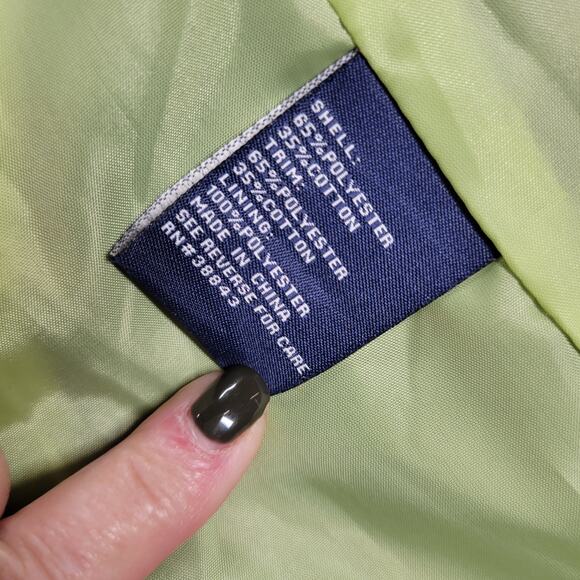 SHELL:
65%POLYESTER
35%COTTON
TRIM:
65%POLYESTER
35%COTTON
LINING:
100%POLYESTER
MADE IN CHINA
SEE REVERSE FOR CARE
RN#38843